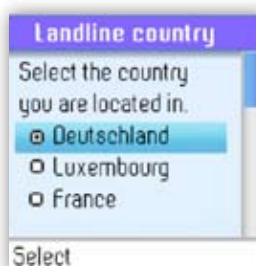 Landline country
Select the country
you are located in.
Deutschland
Luxembourg
France
Select